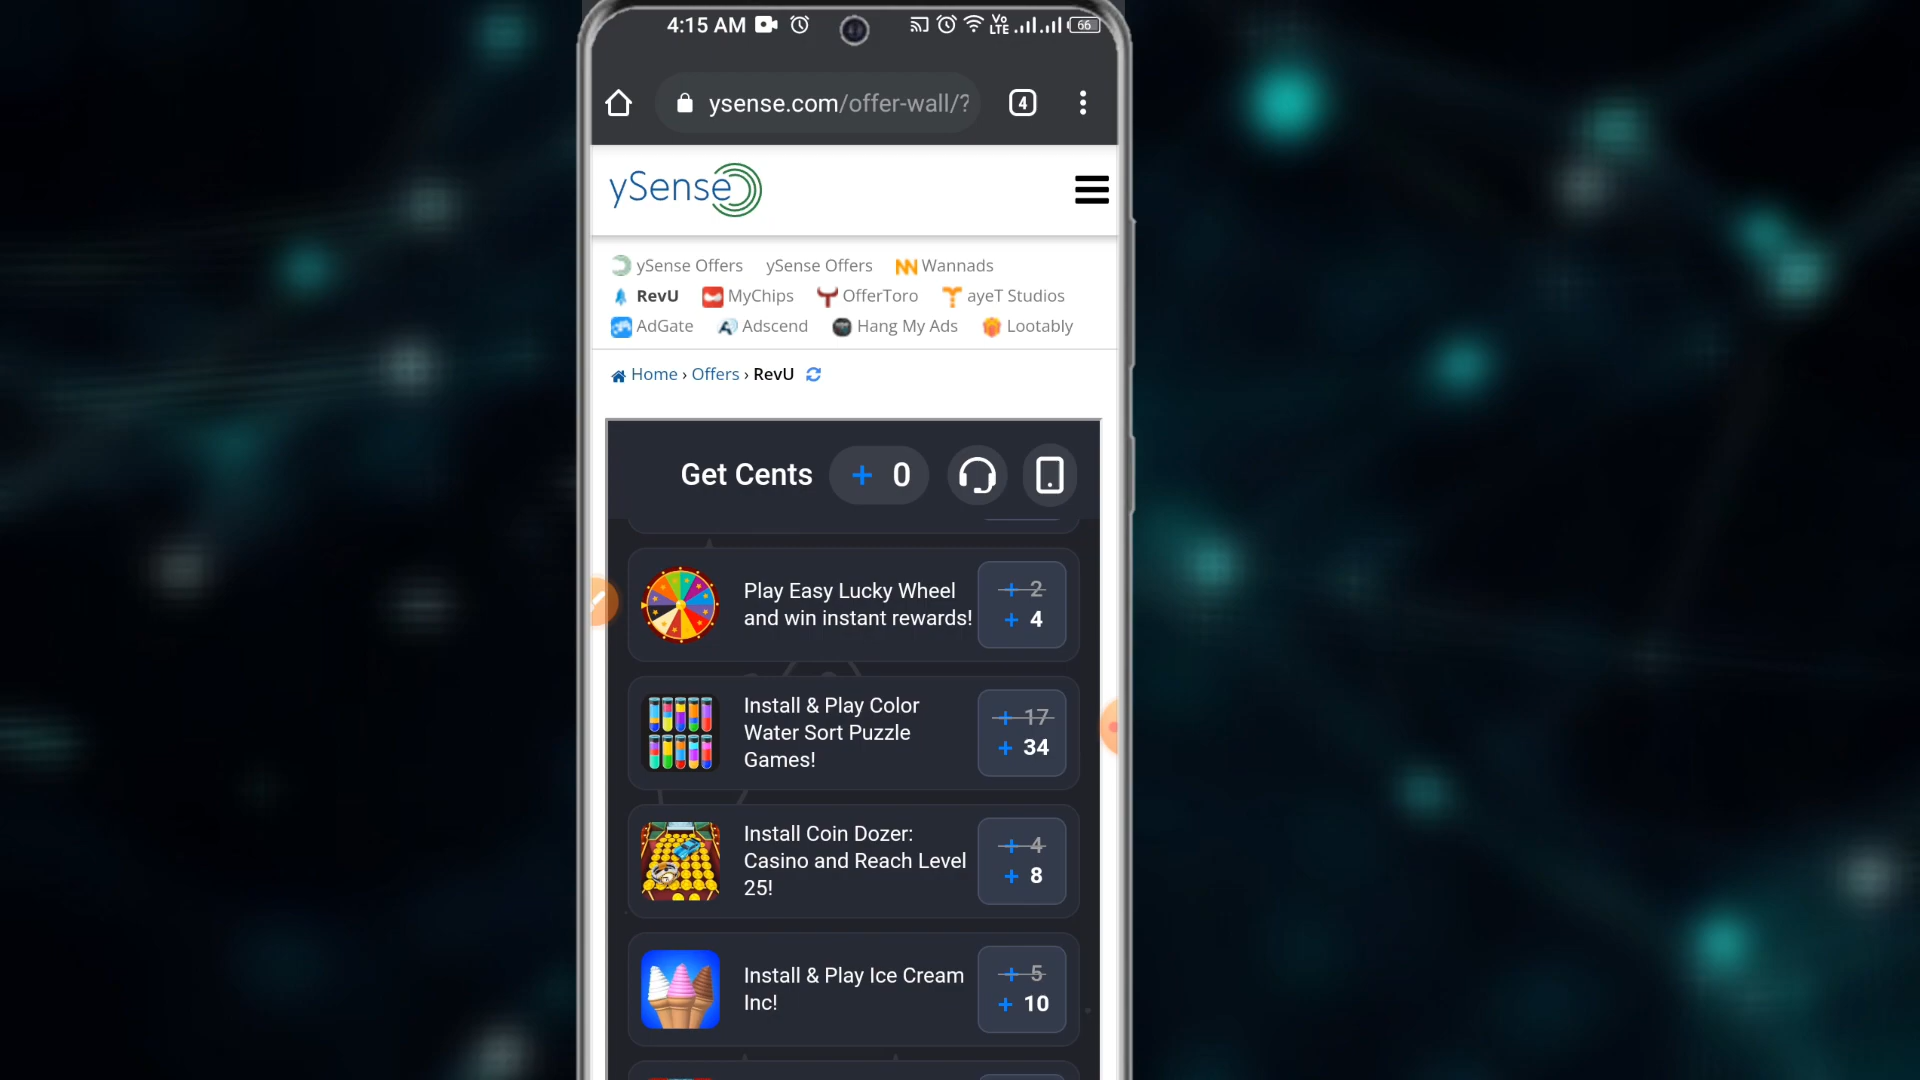 4:15 AM
Vo LTE 66
ysense.com/offer-wall/?
4
ySense
ySense Offers ySense Offers Wannads
RevU MyChips OfferToro ayeT Studios
AdGate Adscend Hang My Ads Lootably
Home › Offers › RevU
Get Cents + 0
Play Easy Lucky Wheel
and win instant rewards!
+ 2
+ 4
Install & Play Color
Water Sort Puzzle
Games!
+ 17
+ 34
Install Coin Dozer:
Casino and Reach Level
25!
+ 4
+ 8
Install & Play Ice Cream
Inc!
+ 5
+ 10